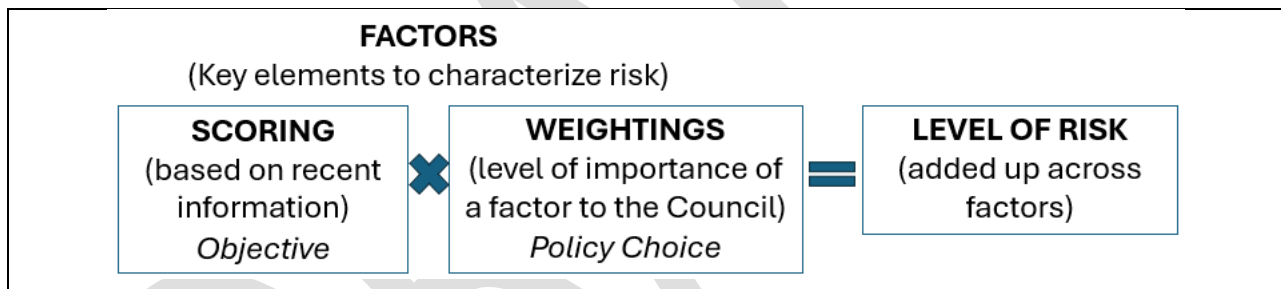 FACTORS
(Key elements to characterize risk)
SCORING
(based on recent
information)
Objective
WEIGHTINGS
(level of importance of
a factor to the Council)
Policy Choice
LEVEL OF RISK
(added up across
factors)